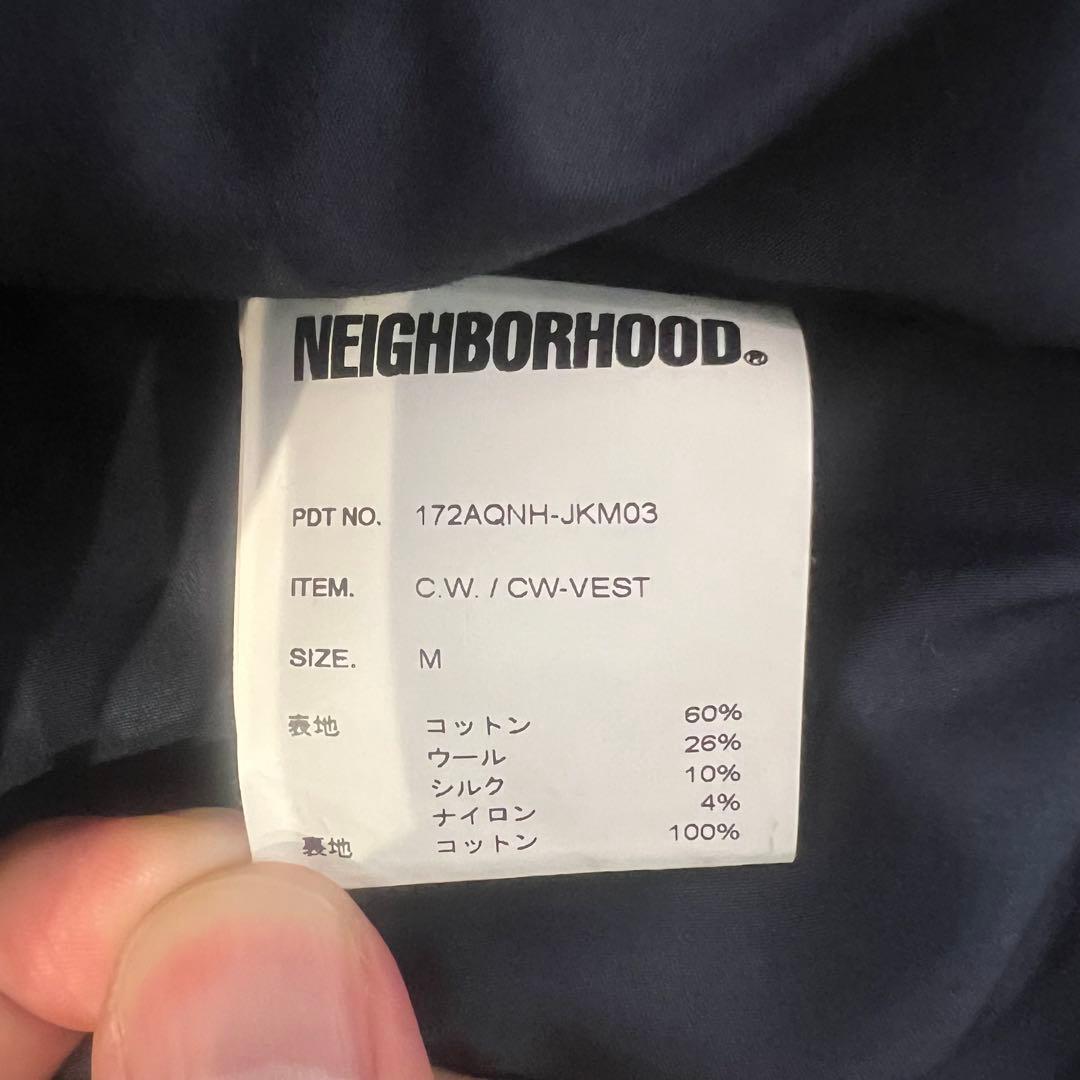 NEIGHBORHOOD.®
PDT NO. 172AQNH-JKM03
ITEM. C.W. / CW-VEST
SIZE. M
表地 コットン 60%
ウール 26%
シルク 10%
ナイロン 4%
裏地 コットン 100%